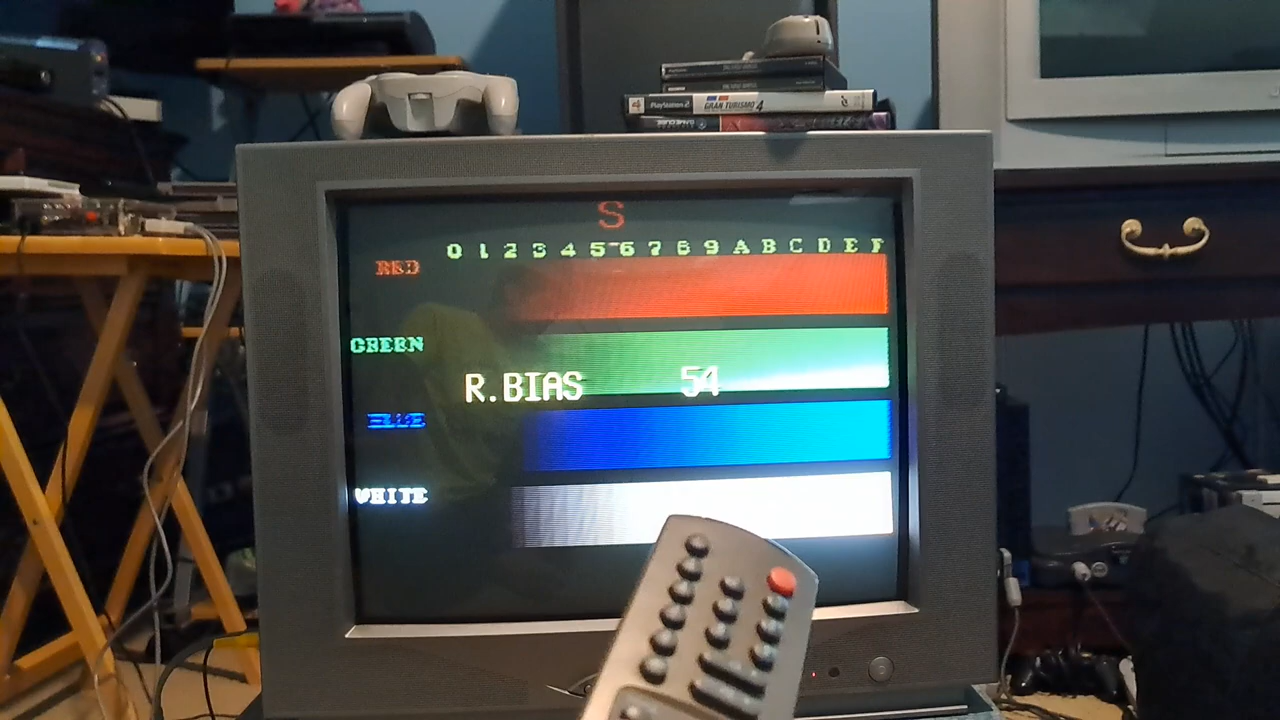 PlayStation 2 GRAN TURISMO 4
GAMECUBE
S
0 1 2 3 4 5 6 7 8 9 A B C D E F
RED
GREEN
R.BIAS 54
BLUE
WHITE